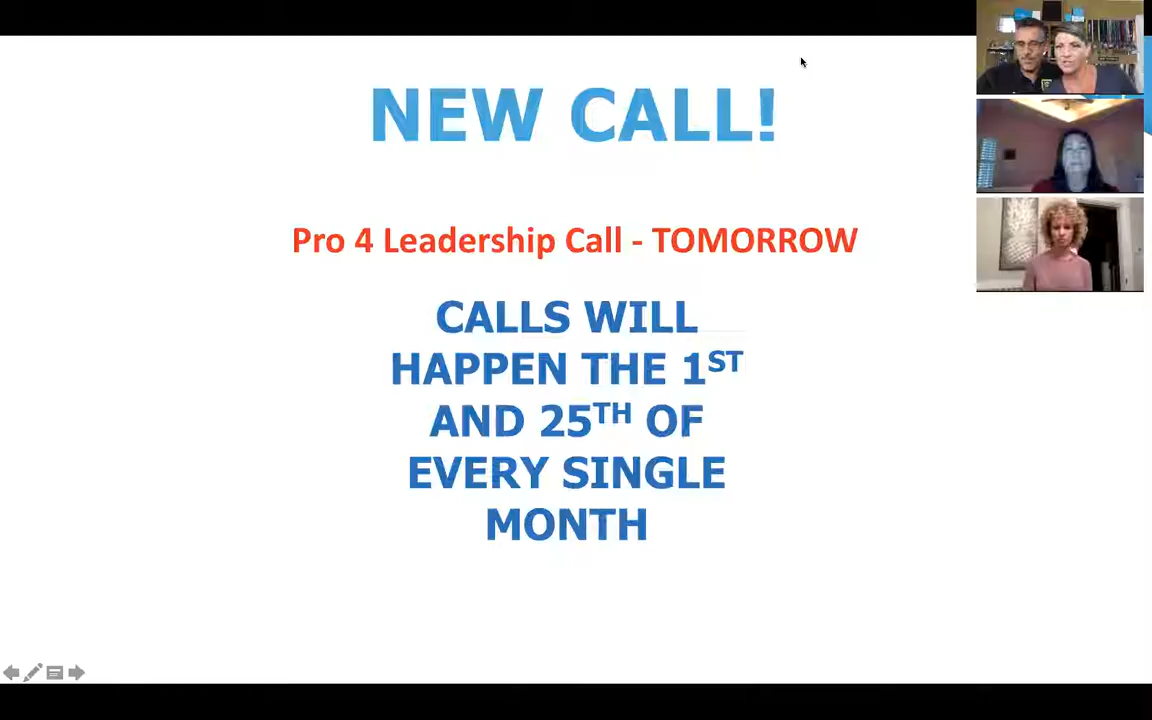 NEW CALL!
Pro 4 Leadership Call - TOMORROW
CALLS WILL
HAPPEN THE 1ST
AND 25TH OF
EVERY SINGLE
MONTH